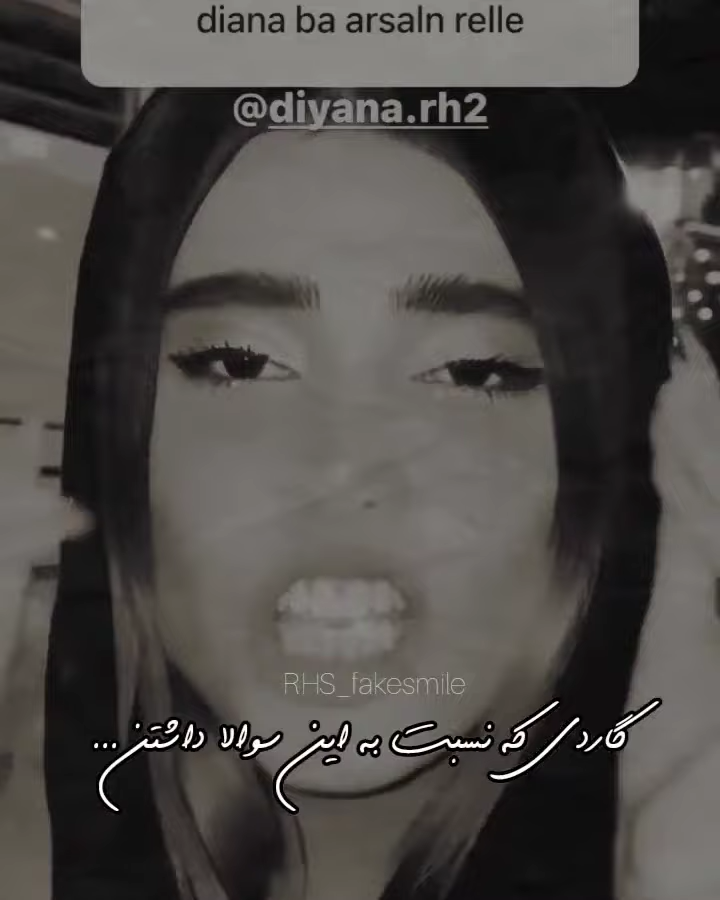 diana ba arsaln relle
@diyana.rh2
RHS_fakesmile
گاردی که نسبت به این سوالا داشتن...